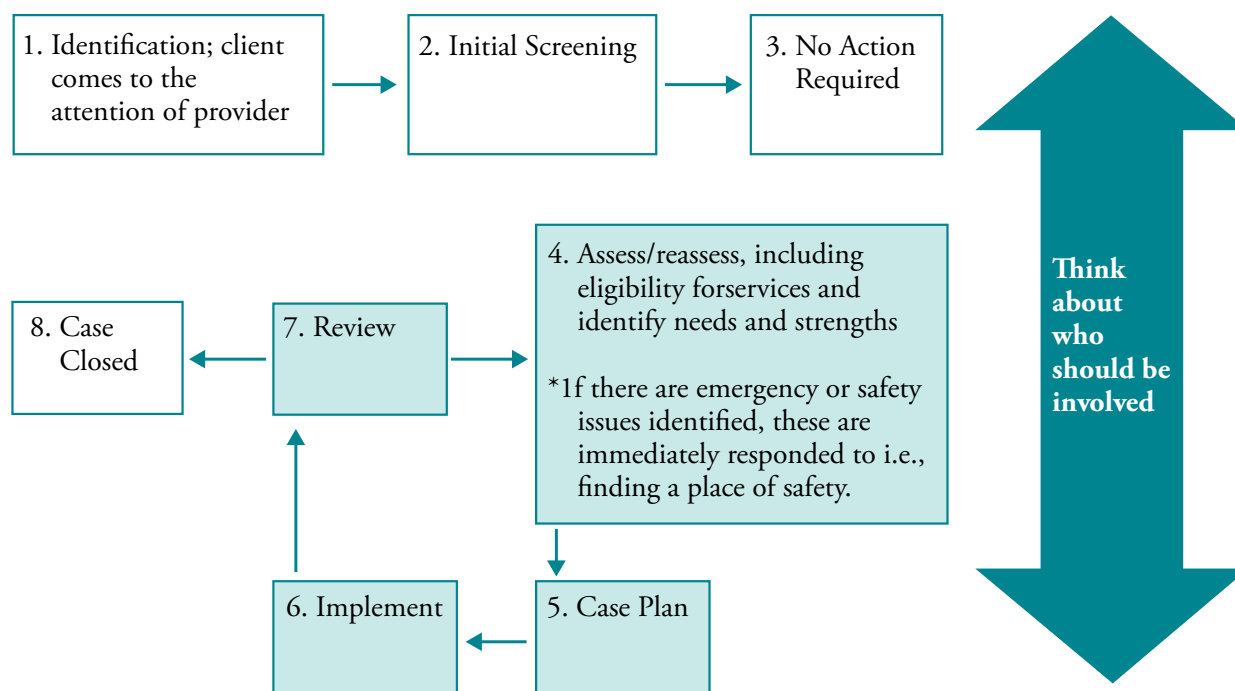 1. Identification; client
comes to the
attention of provider
2. Initial Screening
3. No Action
Required
4. Assess/reassess, including
eligibility forservices and
identify needs and strengths
*1f there are emergency or safety
issues identified, these are
immediately responded to i.e.,
finding a place of safety.
8. Case
Closed
7. Review
6. Implement
5. Case Plan
Think
about
who
should be
involved